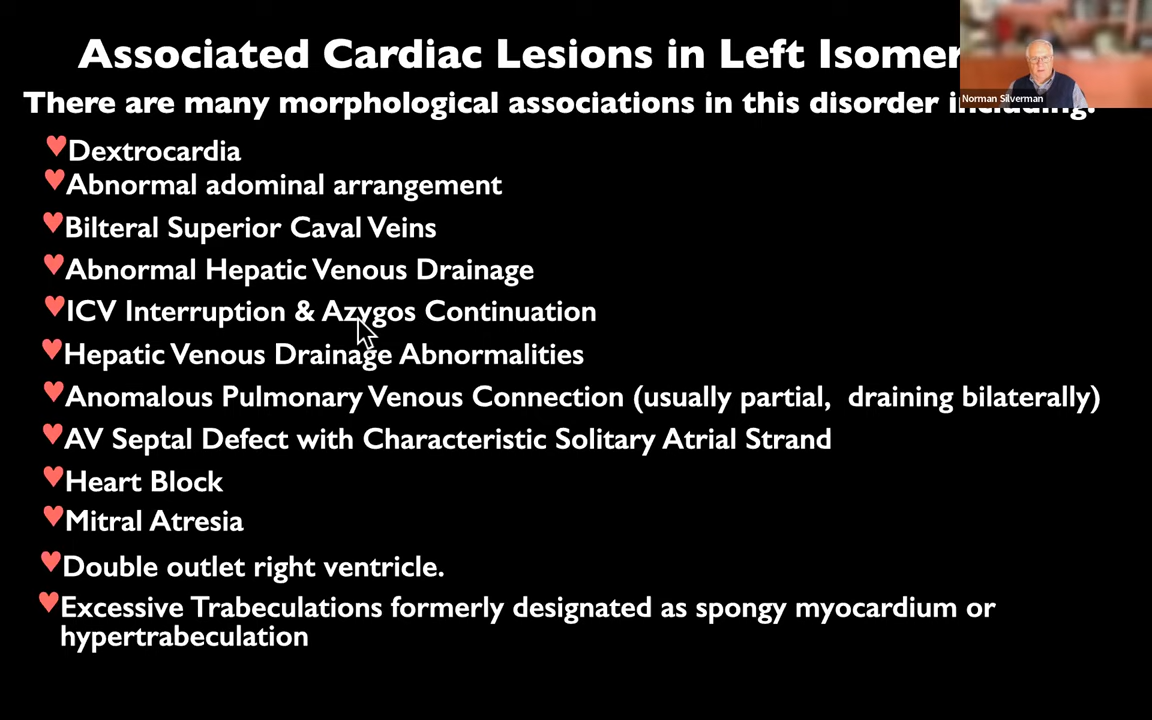 Associated Cardiac Lesions in Left Isomer
There are many morphological associations in this disorder including:
Norman Silverman
♥Dextrocardia
♥Abnormal adominal arrangement
♥Bilteral Superior Caval Veins
♥Abnormal Hepatic Venous Drainage
♥ICV Interruption & Azygos Continuation
♥Hepatic Venous Drainage Abnormalities
♥Anomalous Pulmonary Venous Connection (usually partial, draining bilaterally)
♥AV Septal Defect with Characteristic Solitary Atrial Strand
♥Heart Block
♥Mitral Atresia
♥Double outlet right ventricle.
♥Excessive Trabeculations formerly designated as spongy myocardium or
hypertrabeculation